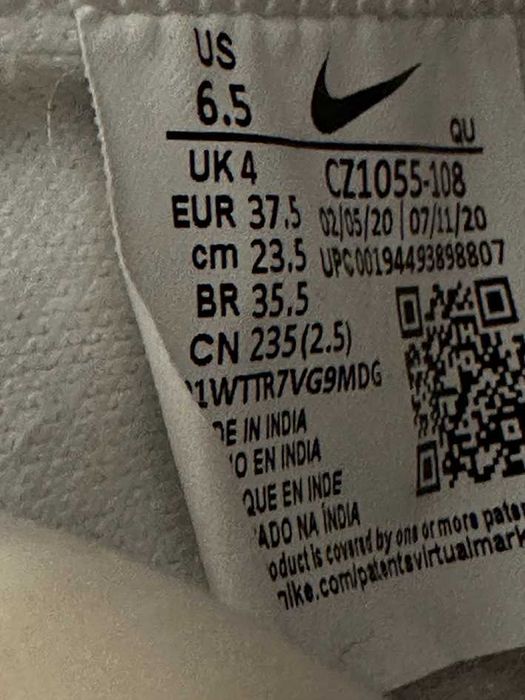 US
6.5
QU
UK 4
CZ1055-108
EUR 37.5
02/05/20 | 07/11/20
cm 23.5
UPC00194493898807
BR 35.5
CN 235 (2.5)
1WTTR7VG9MDG
DE IN INDIA
O EN INDIA
QUE EN INDE
ADO NA ÍNDIA
oduct is covered by one or more pate
nike.com/patentsvirtualmark